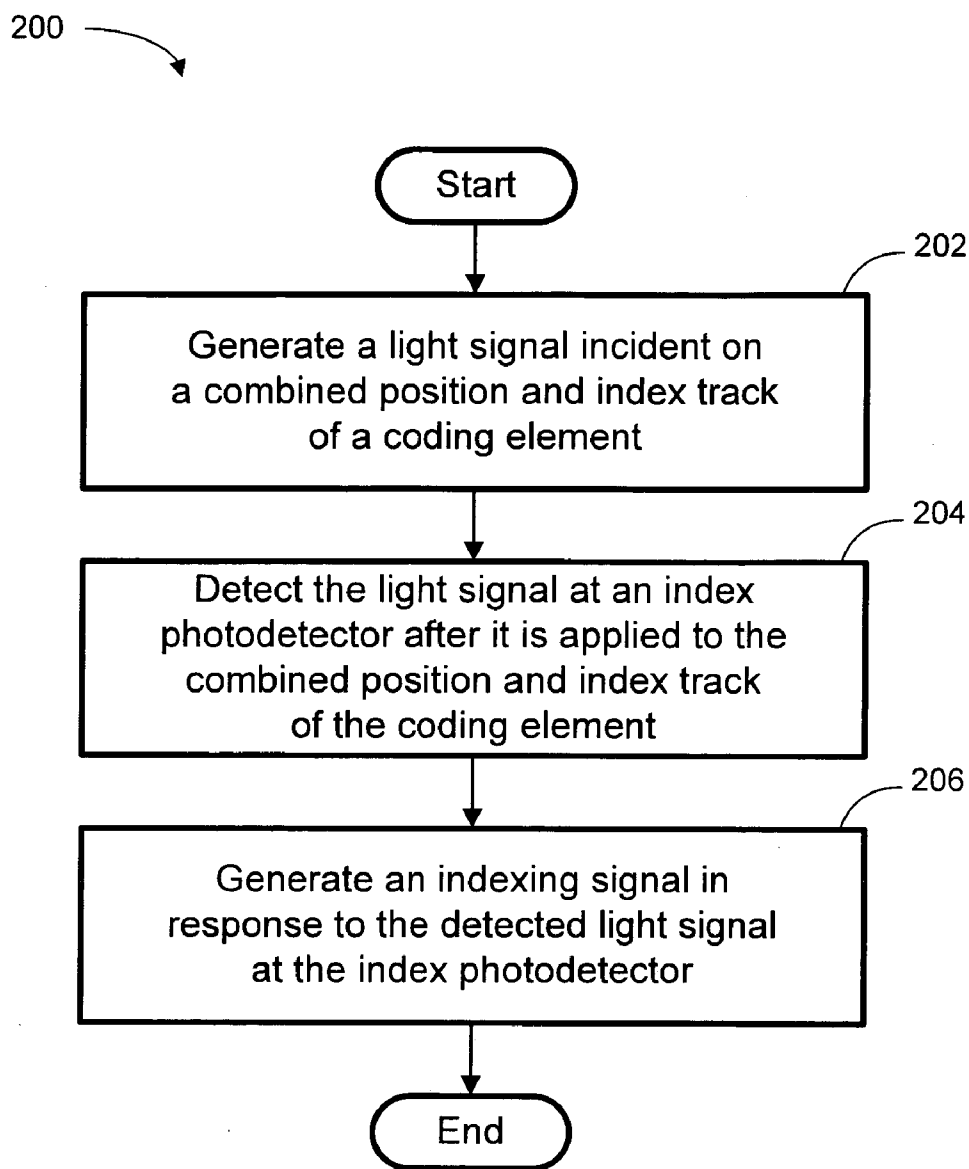 200
Start
202
Generate a light signal incident on
a combined position and index track
of a coding element
204
Detect the light signal at an index
photodetector after it is applied to the
combined position and index track
of the coding element
206
Generate an indexing signal in
response to the detected light signal
at the index photodetector
End